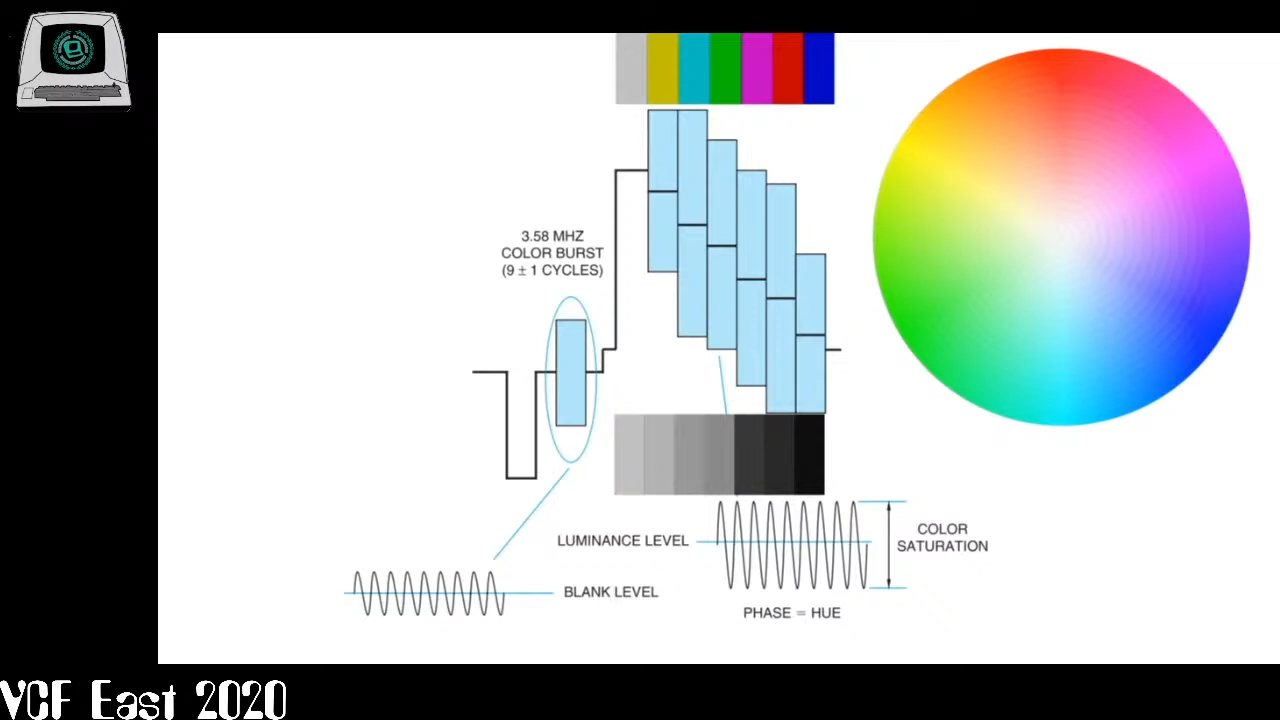 3.58 MHZ
COLOR BURST
(9 ± 1 CYCLES)
LUMINANCE LEVEL
COLOR
SATURATION
BLANK LEVEL
PHASE = HUE
VCF East 2020